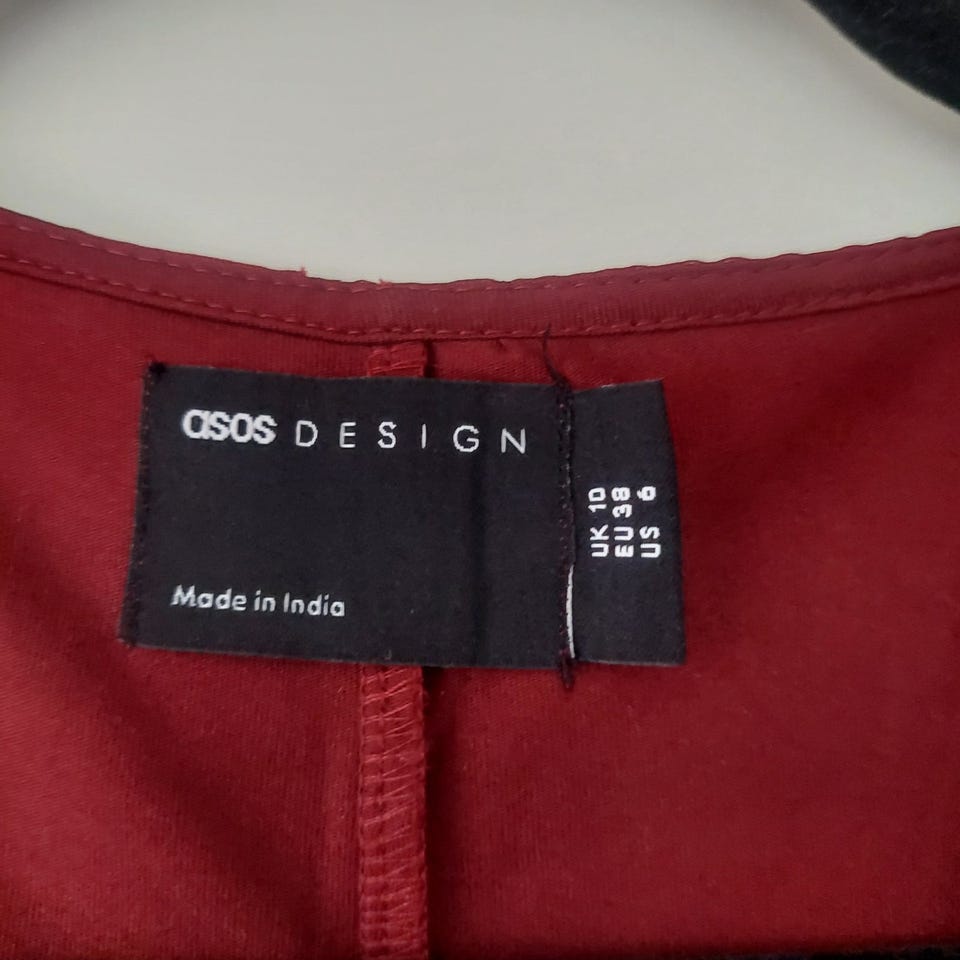 asos DESIGN
Made in India
UK 10
EU 38
US 6